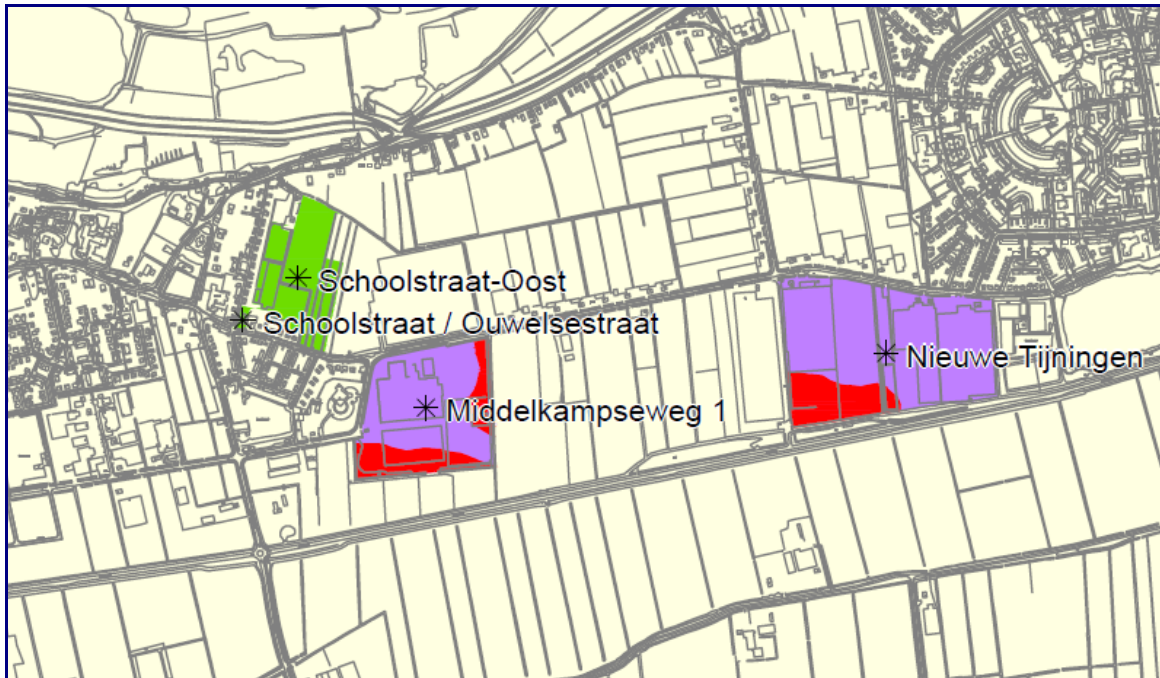 Schoolstraat-Oost
Schoolstraat / Ouwelsestraat
Nieuwe Tijningen
Middelkampseweg 1